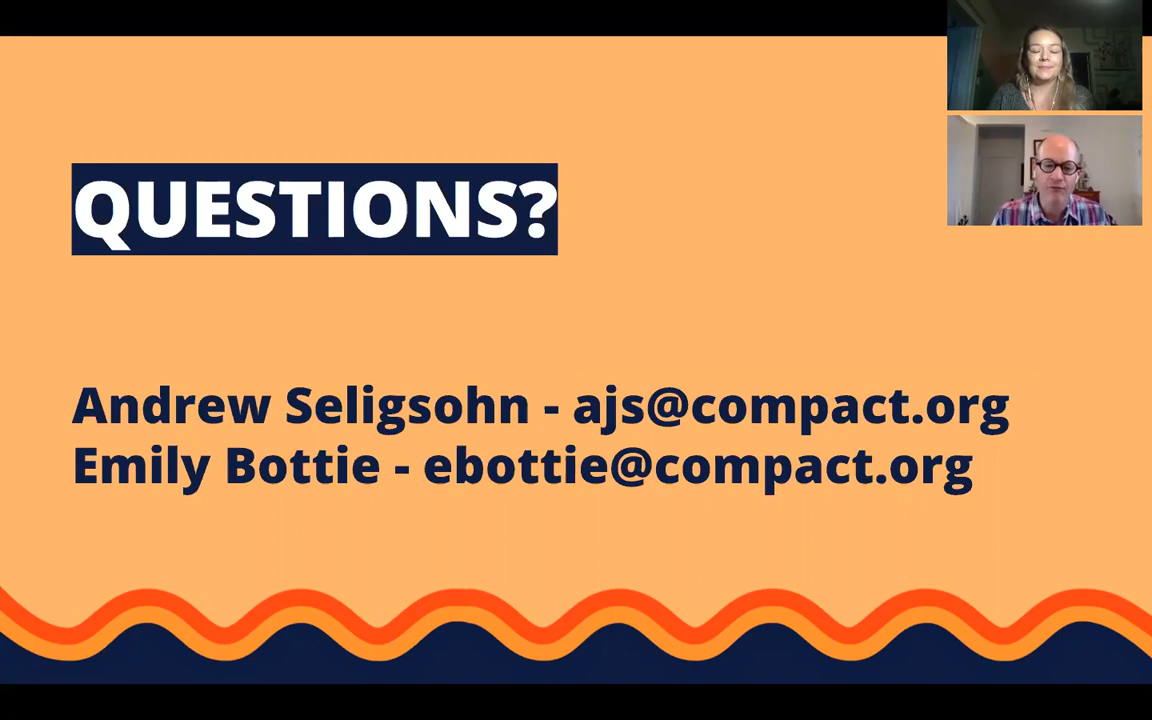 QUESTIONS?
Andrew Seligsohn - ajs@compact.org
Emily Bottie - ebottie@compact.org